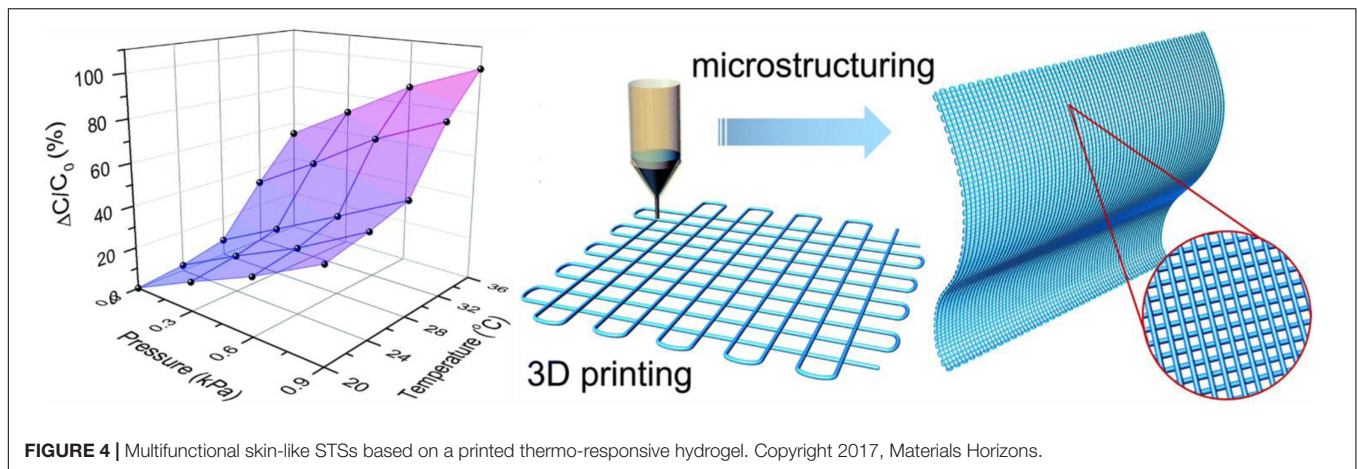 100
80
60
40
20
0
ΔC/C₀ (%)
0.0
0.3
0.6
0.9
Pressure (kPa)
20
24
28
32
36
Temperature (°C)
microstructuring
3D printing
FIGURE 4 | Multifunctional skin-like STSs based on a printed thermo-responsive hydrogel. Copyright 2017, Materials Horizons.